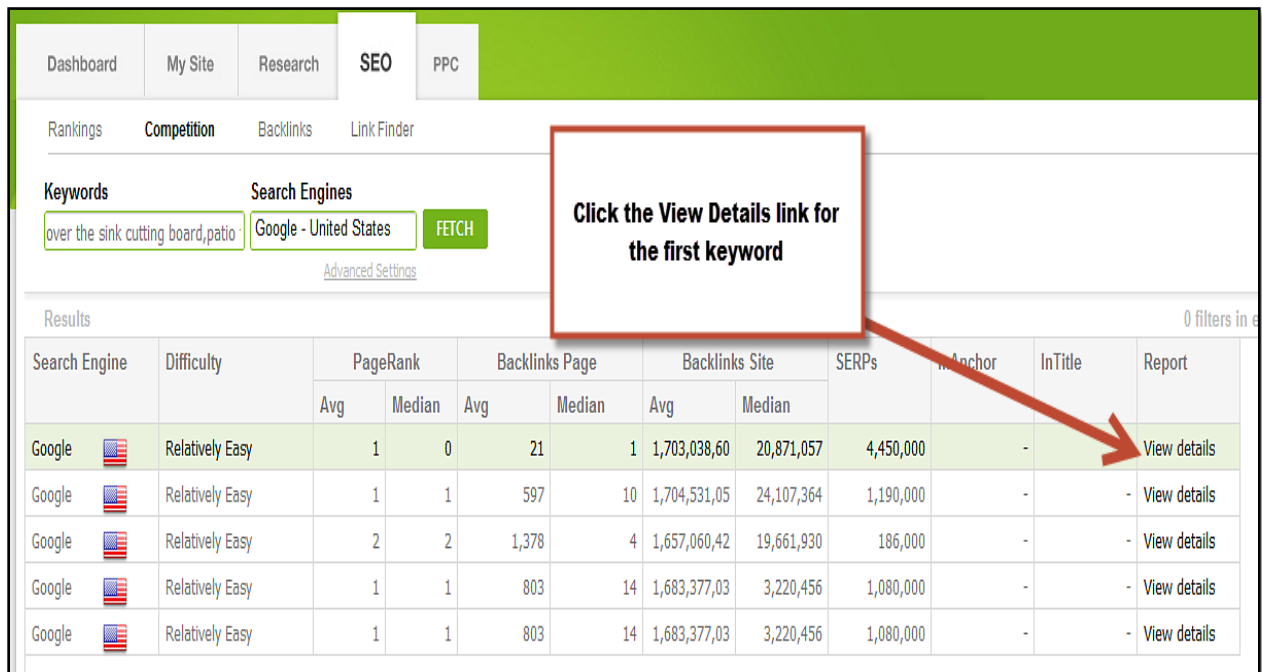 Dashboard My Site Research SEO PPC
Rankings Competition Backlinks Link Finder
Keywords Search Engines
over the sink cutting board,patio Google - United States FETCH
Advanced Settings
Click the View Details link for
the first keyword
Results 0 filters in e
Search Engine Difficulty PageRank Backlinks Page Backlinks Site SERPs Anchor InTitle Report
Avg Median Avg Median Avg Median
Google Relatively Easy 1 0 21 1 1,703,038,60 20,871,057 4,450,000 - View details
Google Relatively Easy 1 1 597 10 1,704,531,05 24,107,364 1,190,000 - - View details
Google Relatively Easy 2 2 1,378 4 1,657,060,42 19,661,930 186,000 - - View details
Google Relatively Easy 1 1 803 14 1,683,377,03 3,220,456 1,080,000 - - View details
Google Relatively Easy 1 1 803 14 1,683,377,03 3,220,456 1,080,000 - - View details